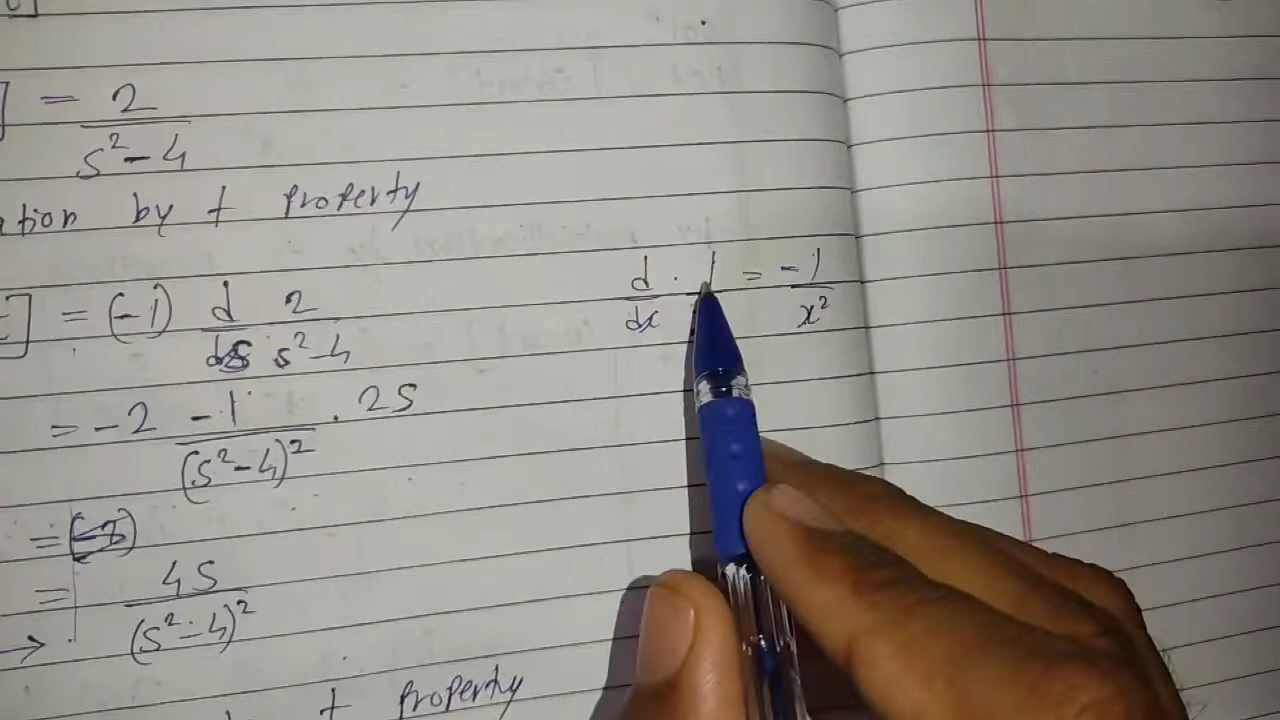 ] = 2/(s² - 4)
by t property
] = (-1) d/ds 2/(s² - 4)
d/dx · 1 = -1/x²
= -2 -1/(s² - 4)² . 2s
=
= 4s/(s² - 4)²
→
t property